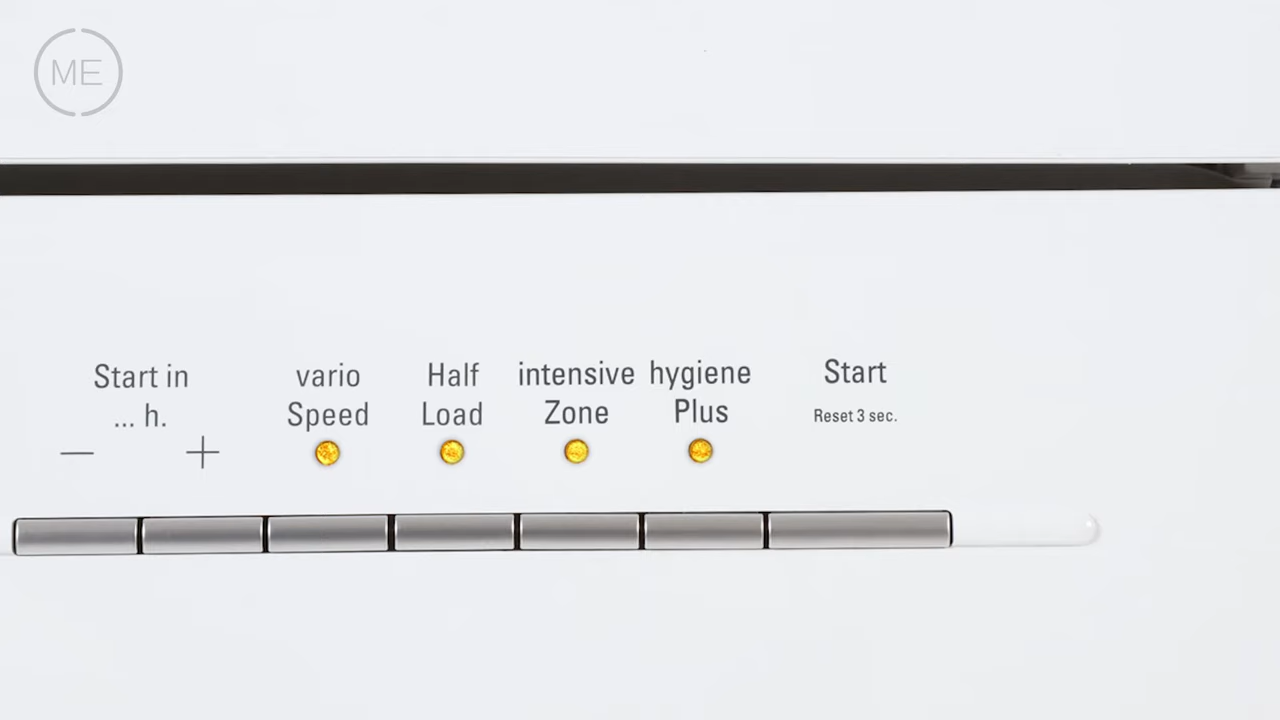 ME
Start in
... h.
— +
vario
Speed
Half
Load
intensive
Zone
hygiene
Plus
Start
Reset 3 sec.